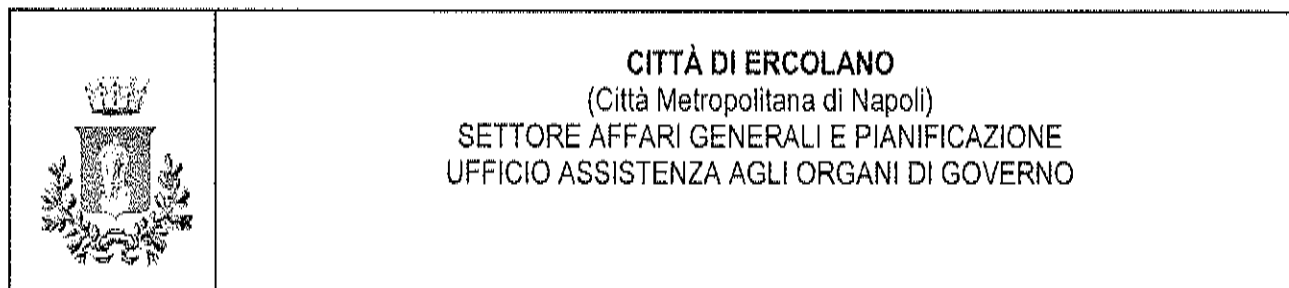 CITTÀ DI ERCOLANO
(Città Metropolitana di Napoli)
SETTORE AFFARI GENERALI E PIANIFICAZIONE
UFFICIO ASSISTENZA AGLI ORGANI DI GOVERNO